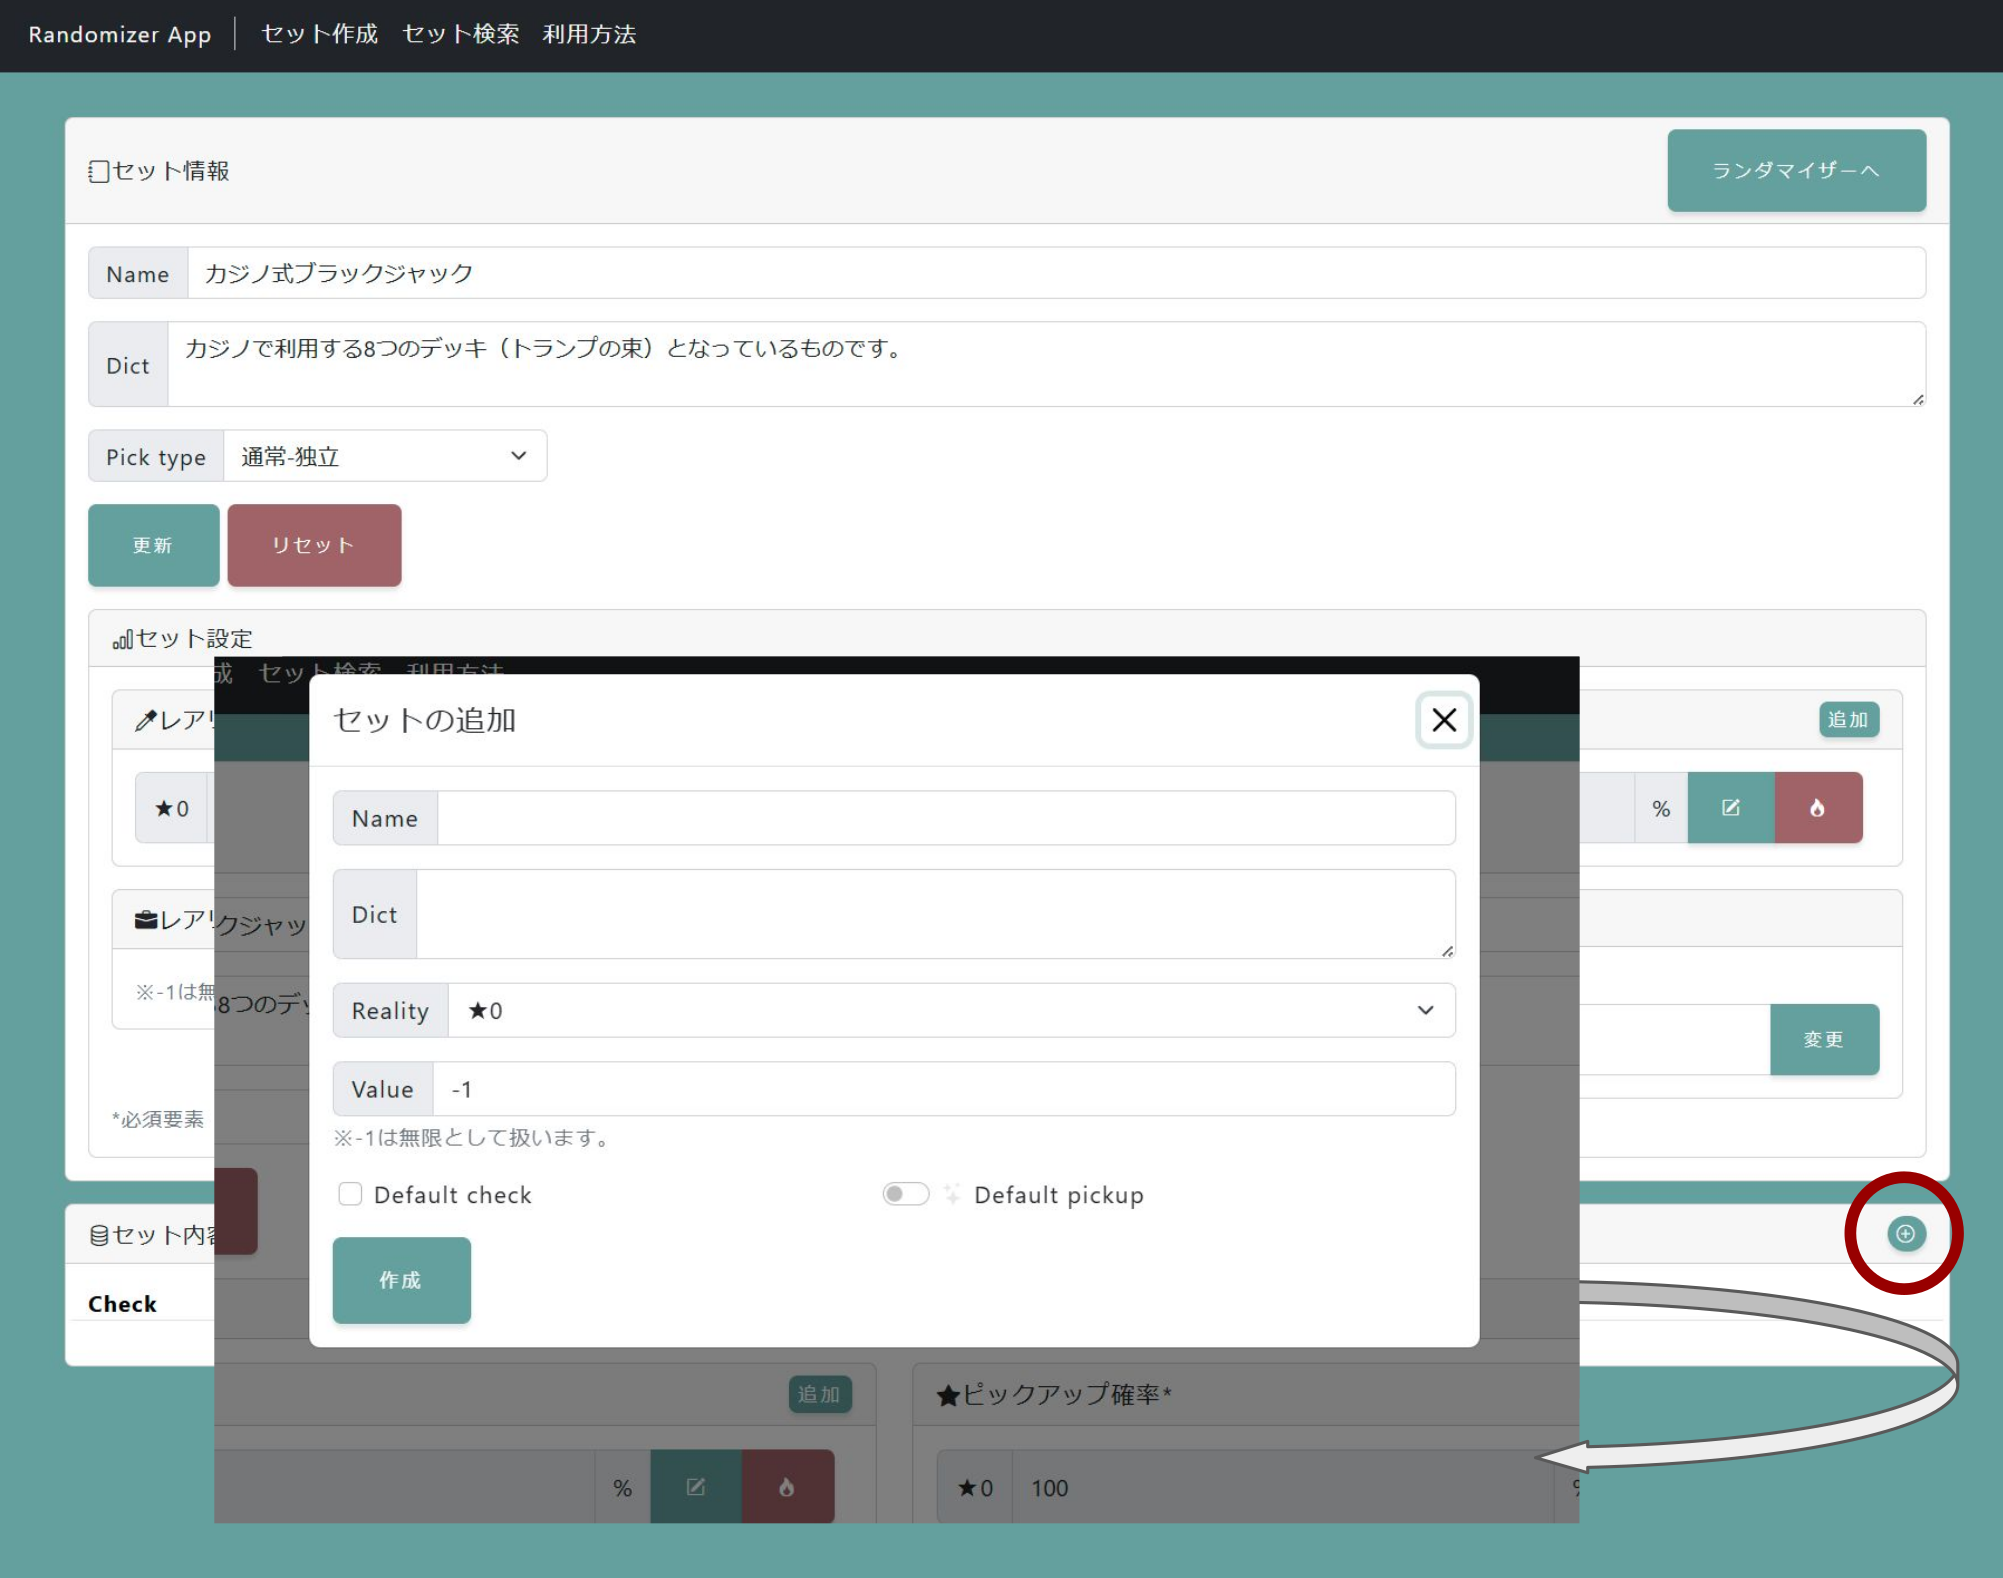 Randomizer App セット作成 セット検索 利用方法
セット情報
ランダマイザーへ
Name カジノ式ブラックジャック
Dict カジノで利用する8つのデッキ（トランプの束）となっているものです。
Pick type 通常-独立
更新 リセット
セット設定
レアリ
追加
★0
%
レアリ
※-1は無
変更
*必須要素
セット内
Check
成 セット検索 利用方法
クジャッ
8つのデッ
セットの追加
Name
Dict
Reality ★0
Value -1
※-1は無限として扱います。
Default check Default pickup
作成
追加
★ピックアップ確率*
%
★0 100